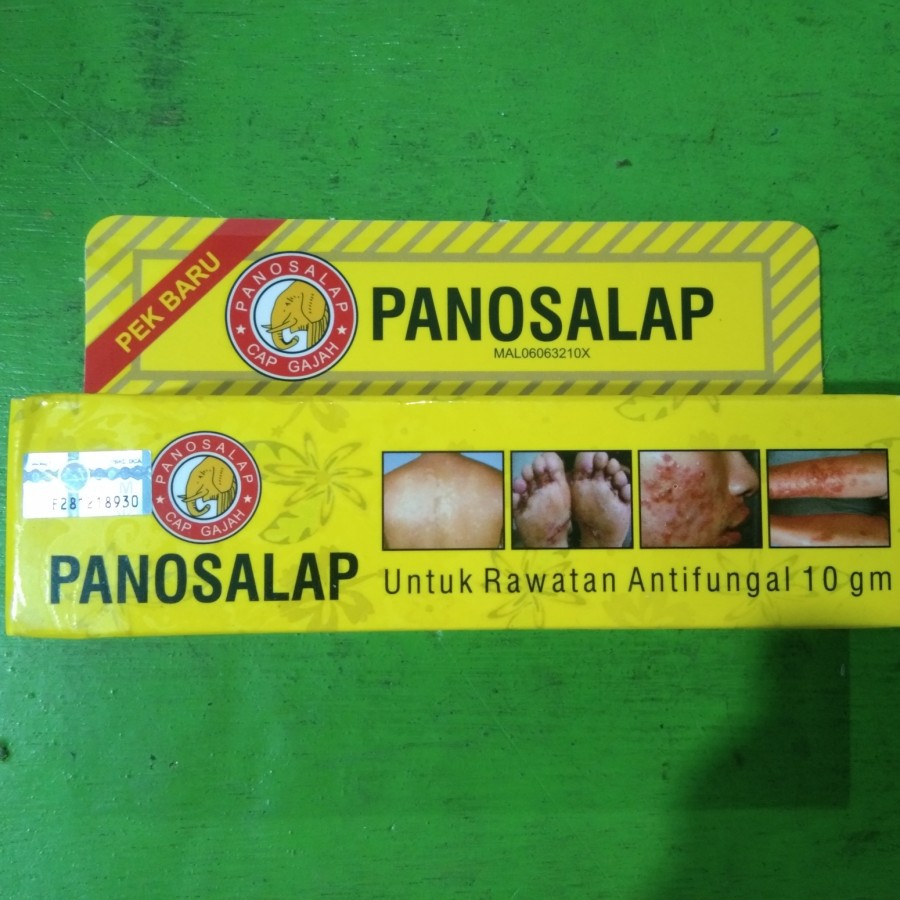 PEK BARU
PANOSALAP
CAP GAJAH
PANOSALAP
MAL06063210X
PANOSALAP
CAP GAJAH
PANOSALAP
Untuk Rawatan Antifungal 10 gm